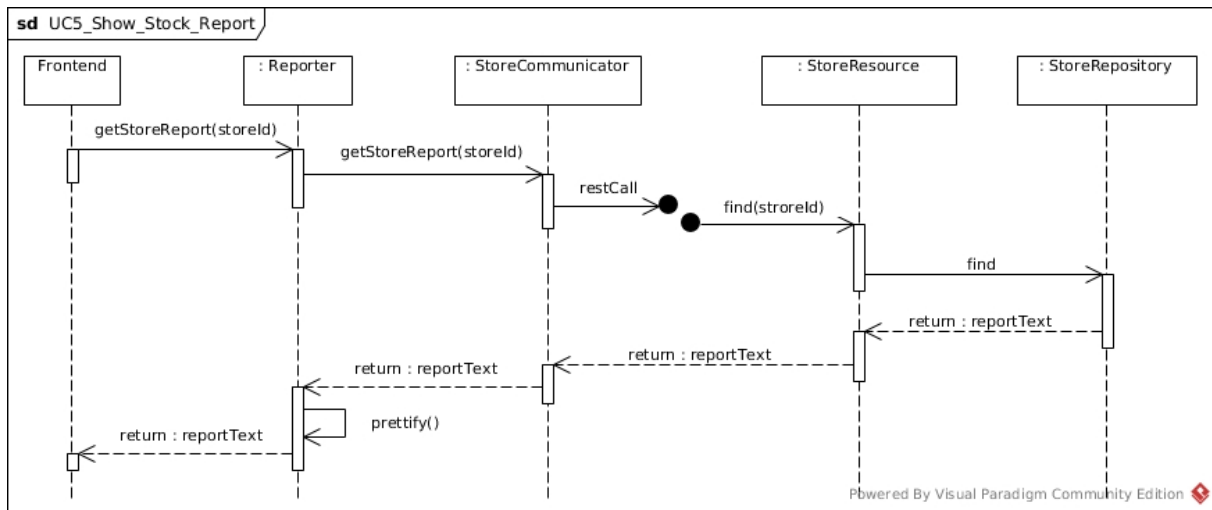 sd UC5_Show_Stock_Report
Frontend
: Reporter
: StoreCommunicator
: StoreResource
: StoreRepository
getStoreReport(storeId)
getStoreReport(storeId)
restCall
find(stroreId)
find
return : reportText
return : reportText
return : reportText
prettify()
return : reportText
Powered By Visual Paradigm Community Edition